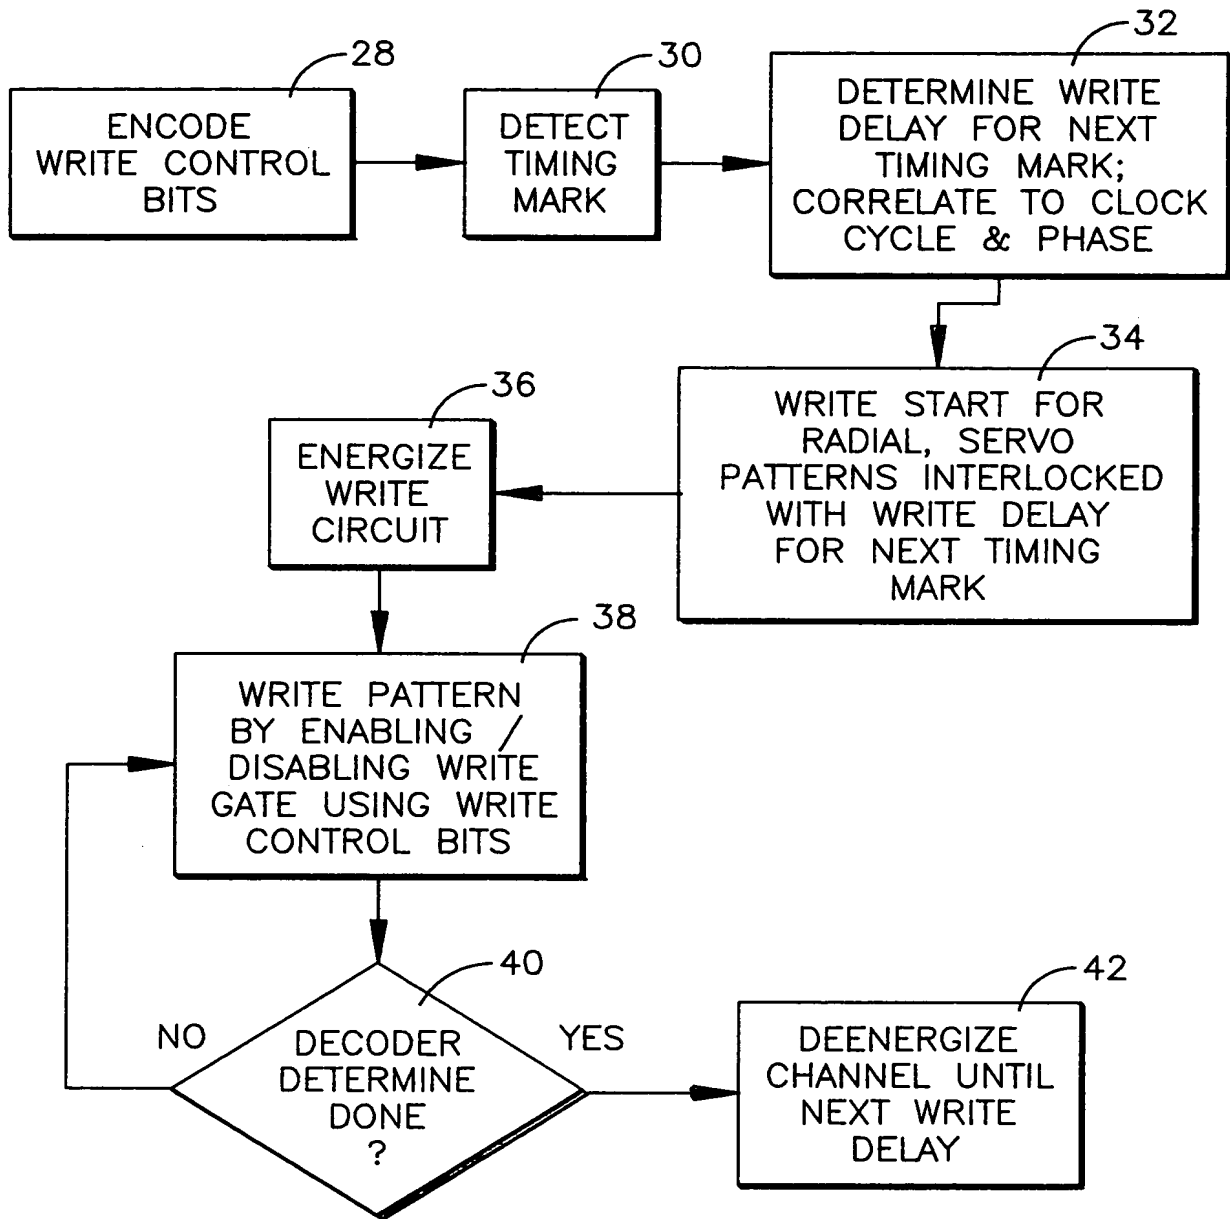 28
ENCODE
WRITE CONTROL
BITS
30
DETECT
TIMING
MARK
32
DETERMINE WRITE
DELAY FOR NEXT
TIMING MARK;
CORRELATE TO CLOCK
CYCLE & PHASE
34
WRITE START FOR
RADIAL, SERVO
PATTERNS INTERLOCKED
WITH WRITE DELAY
FOR NEXT TIMING
MARK
36
ENERGIZE
WRITE
CIRCUIT
38
WRITE PATTERN
BY ENABLING /
DISABLING WRITE
GATE USING WRITE
CONTROL BITS
40
DECODER
DETERMINE
DONE
?
NO
YES
42
DEENERGIZE
CHANNEL UNTIL
NEXT WRITE
DELAY